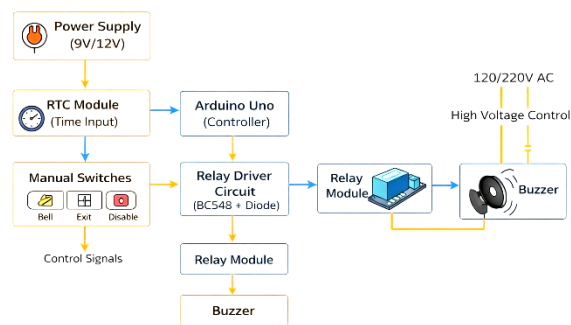 Power Supply
(9V/12V)
120/220V AC
RTC Module
(Time Input)
Arduino Uno
(Controller)
High Voltage Control
Manual Switches
Bell
Exit
Disable
Relay Driver
Circuit
(BC548 + Diode)
Relay
Module
Buzzer
Control Signals
Relay Module
Buzzer